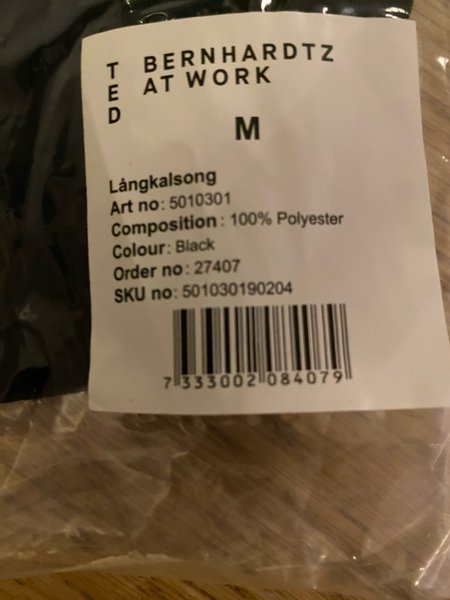 TED BERNHARDTZ
AT WORK
M
Långkalsong
Art no: 5010301
Composition: 100% Polyester
Colour: Black
Order no: 27407
SKU no: 501030190204
7 333002 084079